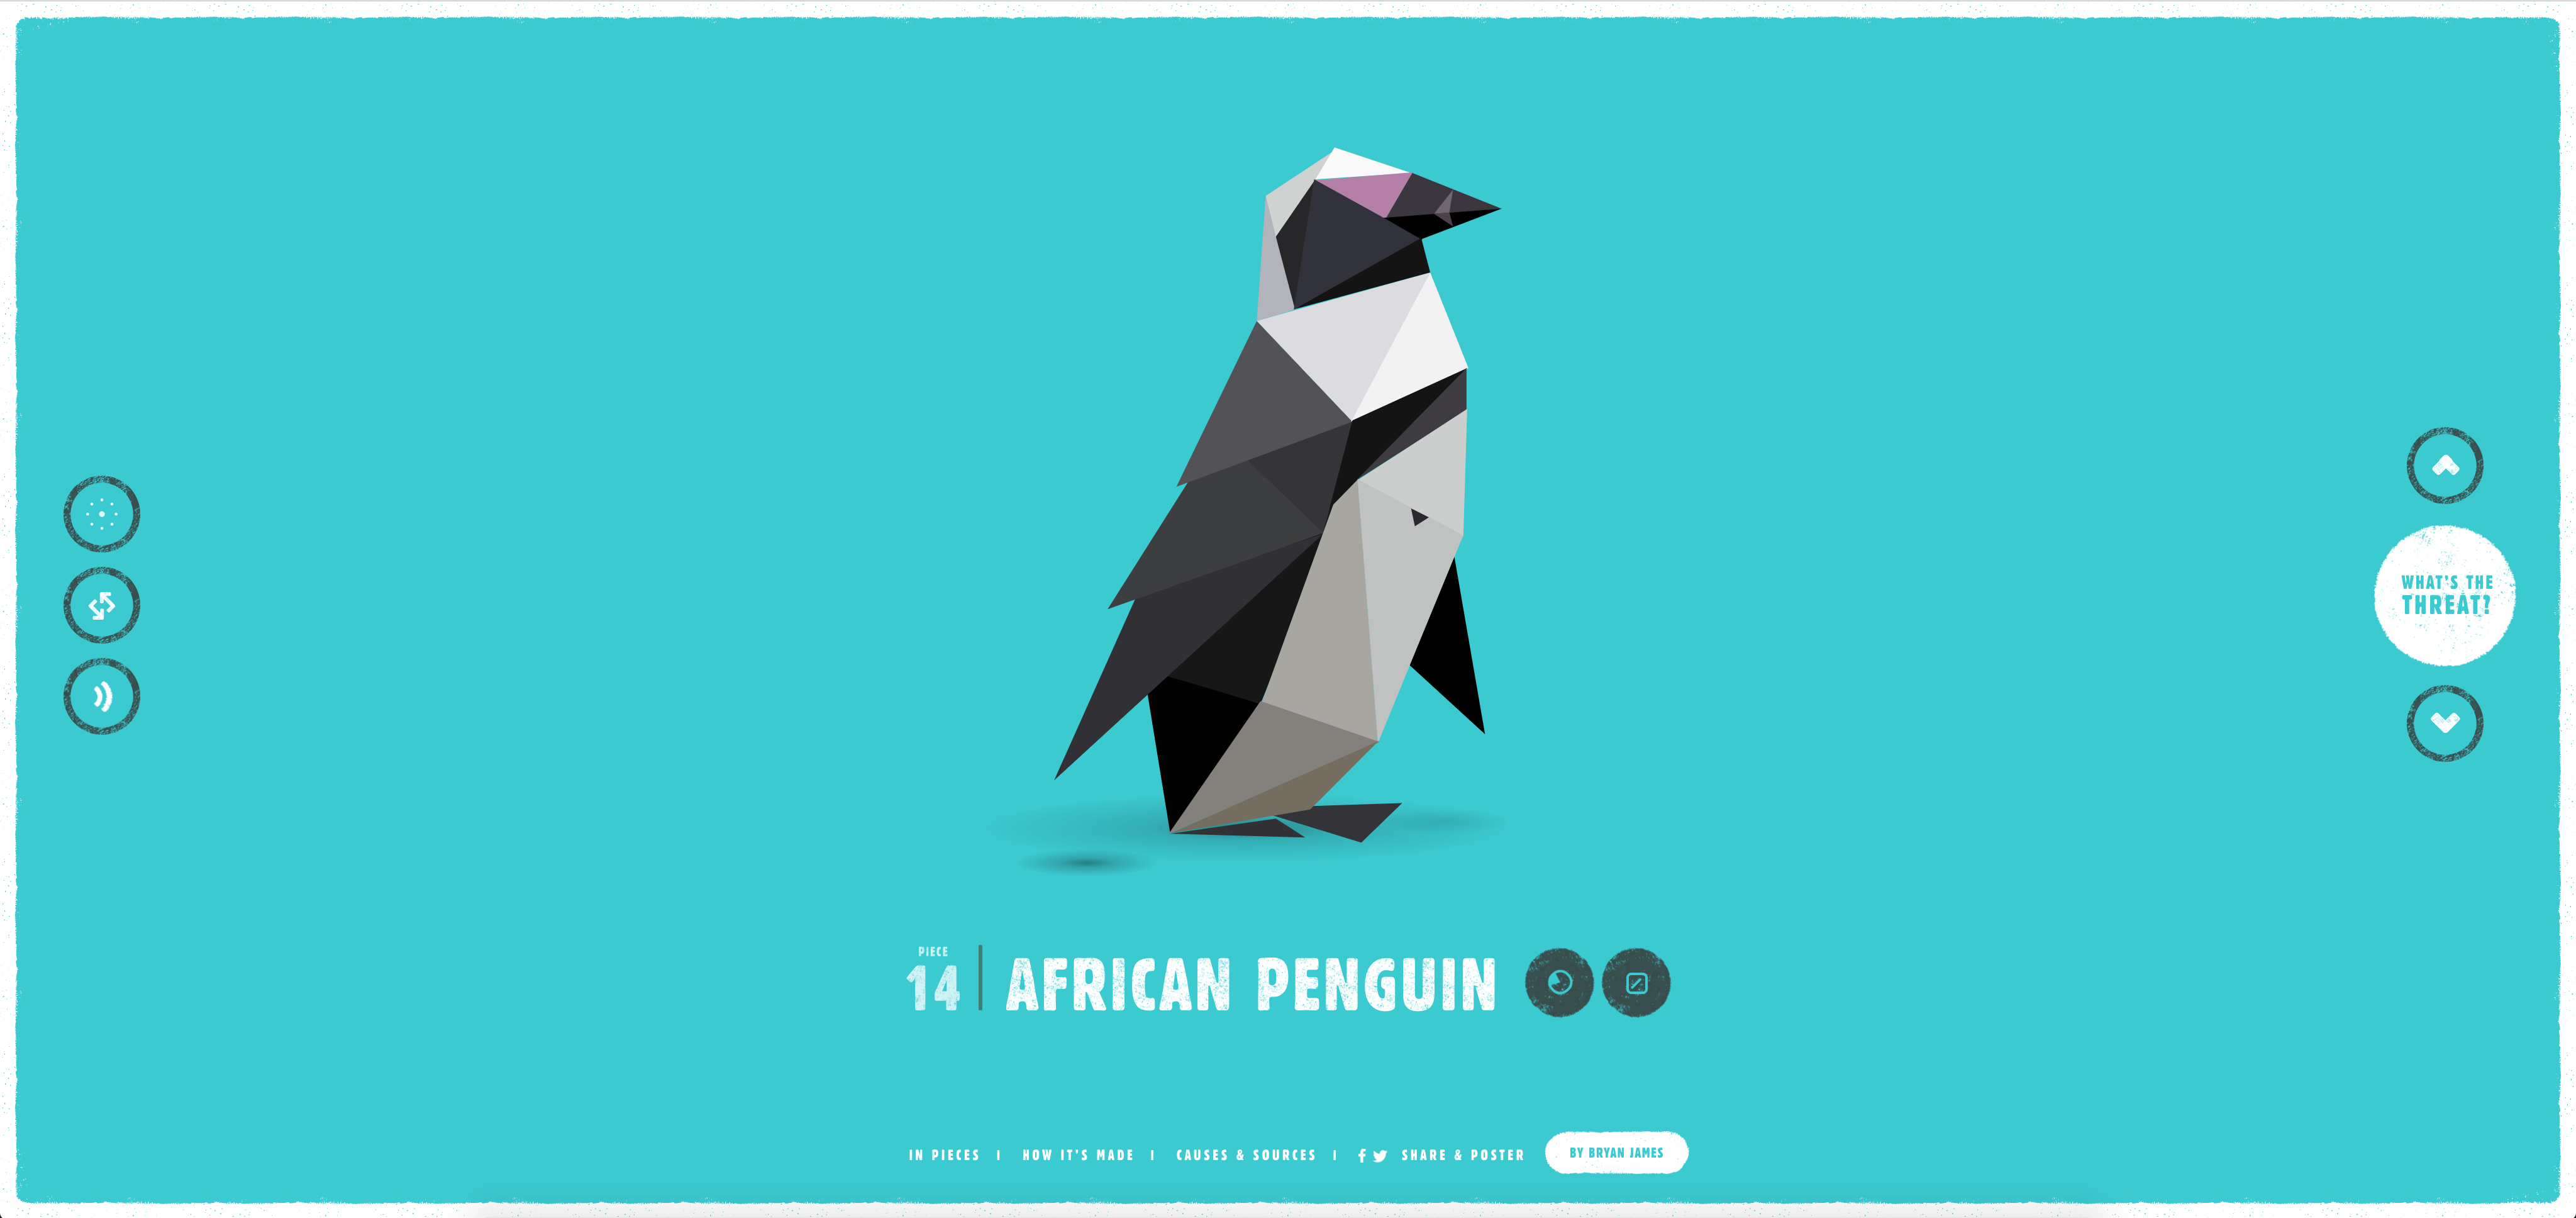 WHAT'S THE
THREAT?
PIECE
14
AFRICAN PENGUIN
IN PIECES I HOW IT'S MADE I CAUSES & SOURCES I SHARE & POSTER
BY BRYAN JAMES